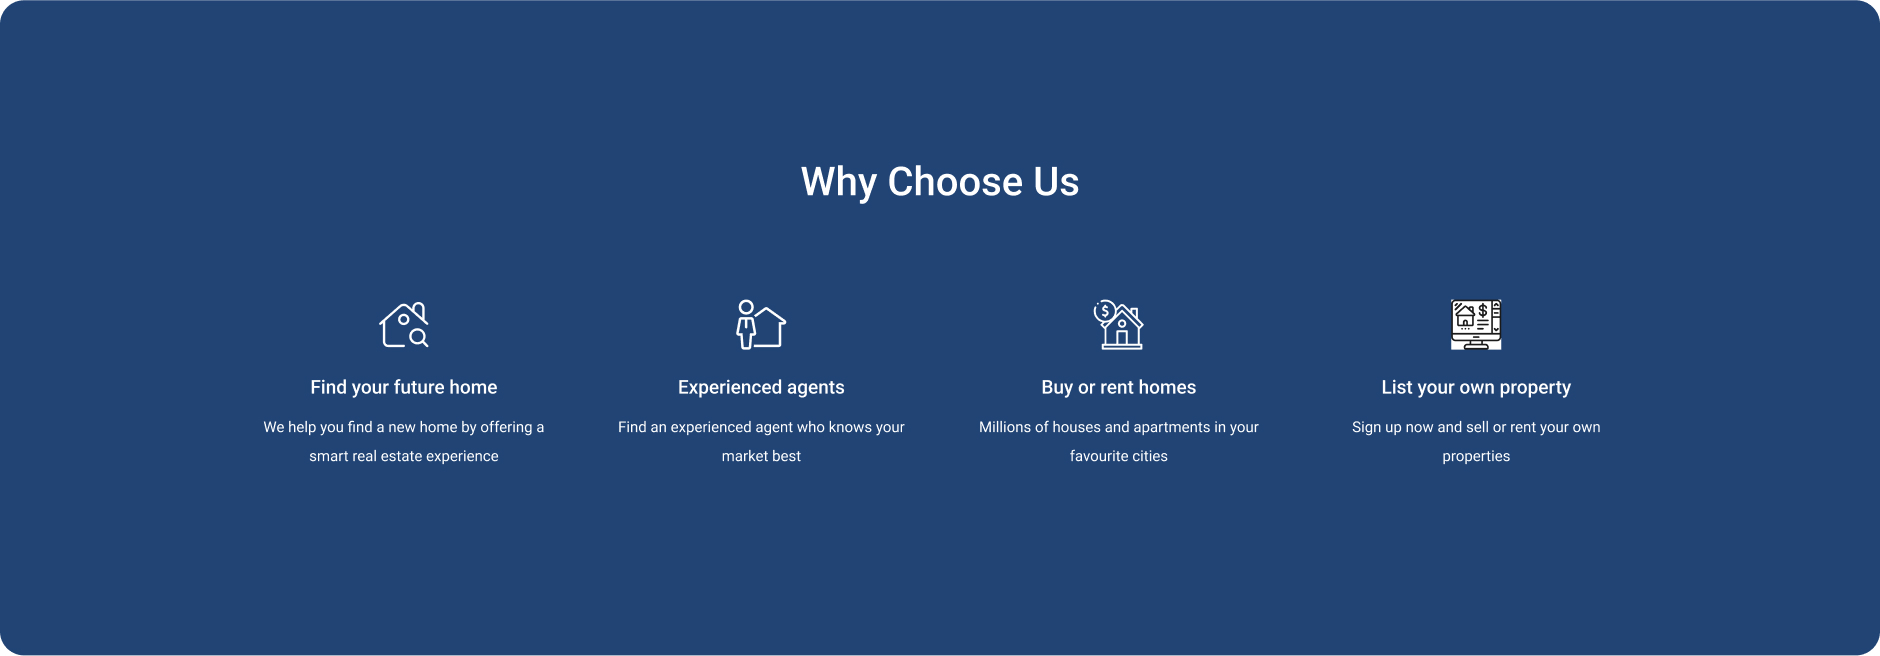 Why Choose Us
Find your future home
We help you find a new home by offering a
smart real estate experience
Experienced agents
Find an experienced agent who knows your
market best
$
Buy or rent homes
Millions of houses and apartments in your
favourite cities
$
List your own property
Sign up now and sell or rent your own
properties